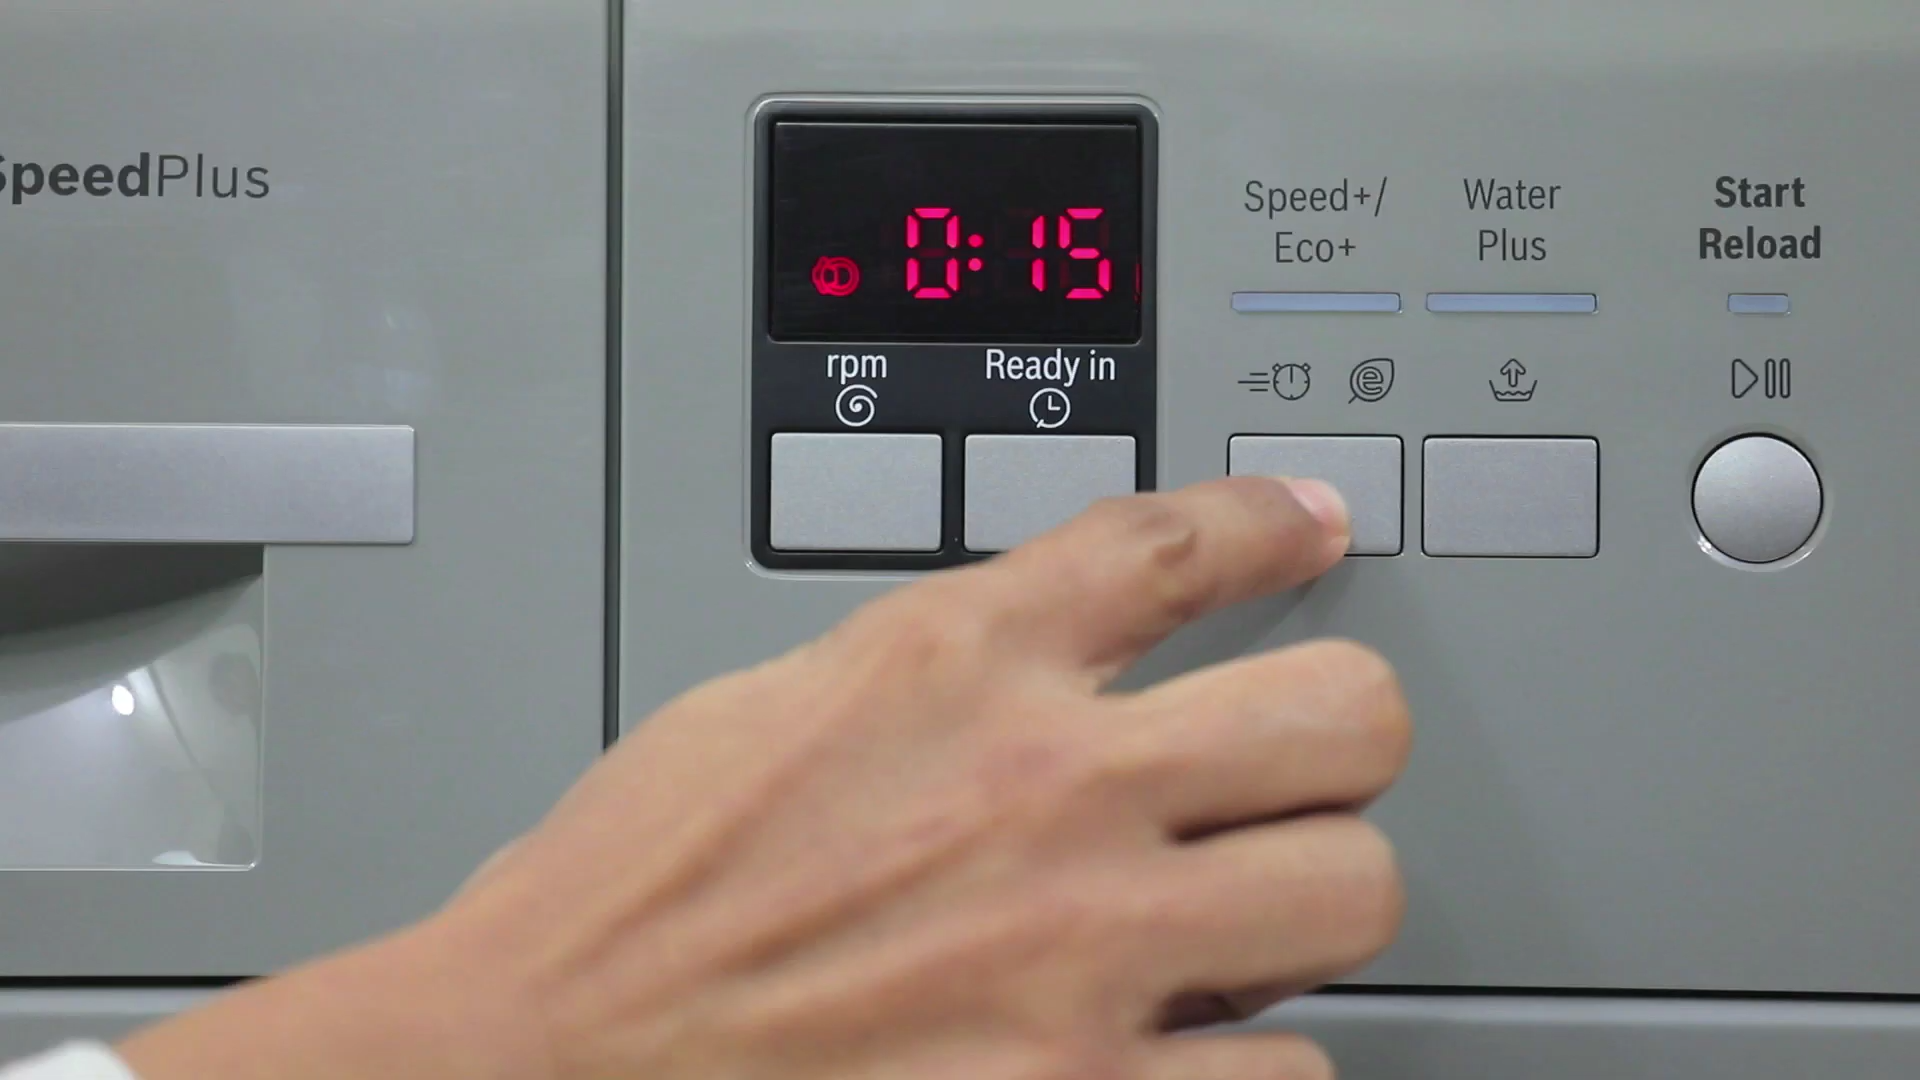 SpeedPlus
0:15
rpm
Ready in
Speed+/
Eco+
Water
Plus
Start
Reload